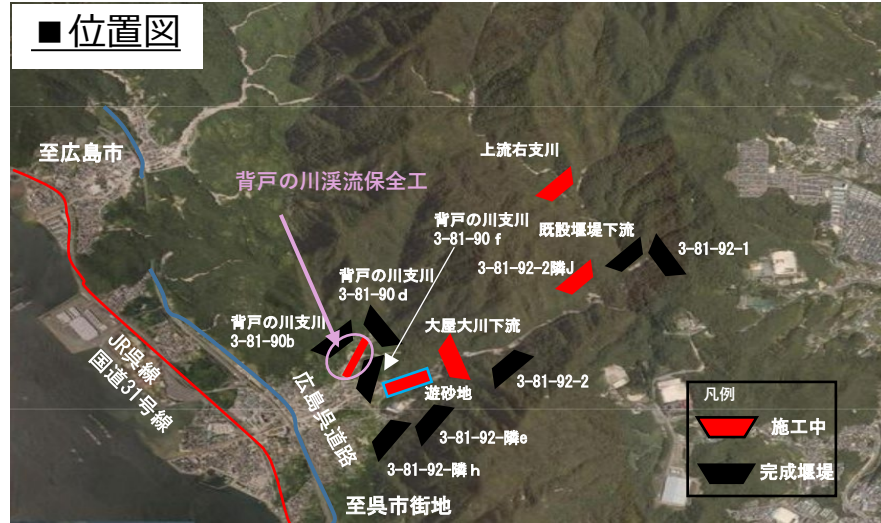 ■位置図
至広島市
上流右支川
背戸の川渓流保全工
背戸の川支川
3-81-90 f
既設堰堤下流
3-81-92-1
3-81-92-2隣J
背戸の川支川
3-81-90 d
背戸の川支川
3-81-90b
大屋大川下流
JR呉線
国道31号線
広島呉道路
遊砂地
3-81-92-2
3-81-92-隣e
3-81-92-隣h
至呉市街地
凡例
施工中
完成堰堤